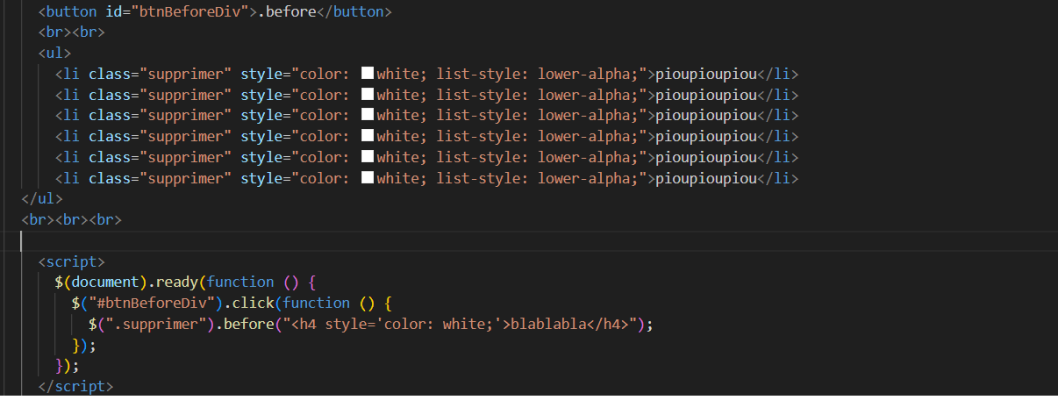 <button id="btnBeforeDiv">.before</button>
<br><br>
<ul>
<li class="supprimer" style="color: white; list-style: lower-alpha;">pioupioupiou</li>
<li class="supprimer" style="color: white; list-style: lower-alpha;">pioupioupiou</li>
<li class="supprimer" style="color: white; list-style: lower-alpha;">pioupioupiou</li>
<li class="supprimer" style="color: white; list-style: lower-alpha;">pioupioupiou</li>
<li class="supprimer" style="color: white; list-style: lower-alpha;">pioupioupiou</li>
<li class="supprimer" style="color: white; list-style: lower-alpha;">pioupioupiou</li>
</ul>
<br><br><br>
<script>
$(document).ready(function () {
$("#btnBeforeDiv").click(function () {
$(".supprimer").before("<h4 style='color: white;'>blablabla</h4>");
});
});
</script>